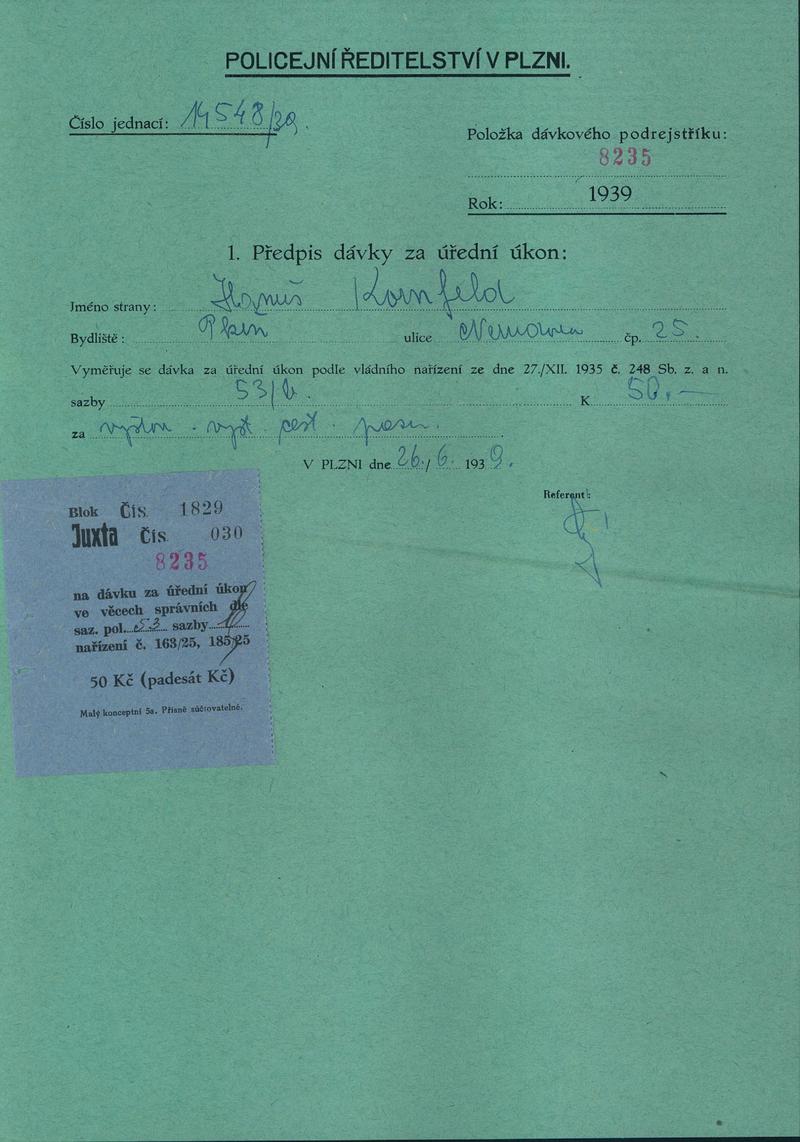 POLICEJNÍ ŘEDITELSTVÍ V PLZNI.
Číslo jednací: 14548/39.
Položka dávkového podrejstříku:
8235
Rok: 1939
1. Předpis dávky za úřední úkon:
Jméno strany: Hanuš Kornfeld
Bydliště: Plzeň ulice čp. 25.
Vyměřuje se dávka za úřední úkon podle vládního nařízení ze dne 27./XII. 1935 č. 248 Sb. z. a n.
sazby 53/b. K 50.—
za
V PLZNI dne 26./6. 1939.
Referent:
Blok Čís. 1829
Juxta Čís. 030
8235
na dávku za úřední úkon
ve věcech správních dle
saz. pol. 53 sazby
nařízení č. 163/25, 185/25
50 Kč (padesát Kč)
Malý konceptní 5a. Přísně súčtovatelné.